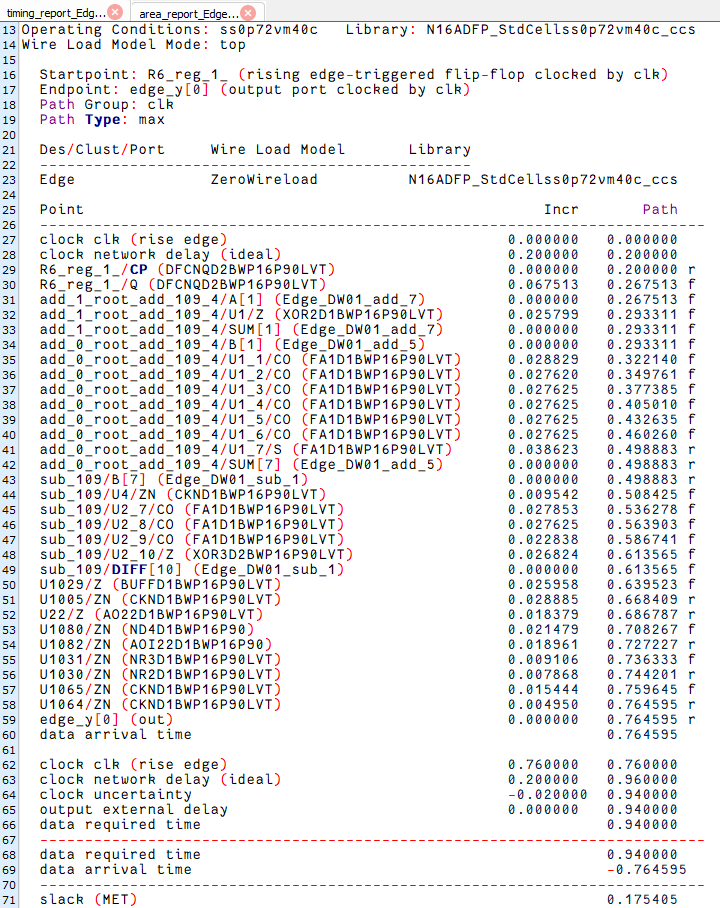 timing_report_Edg... area_report_Edge...
13 Operating Conditions: ss0p72vm40c   Library: N16ADFP_StdCellss0p72vm40c_ccs
14 Wire Load Model Mode: top
15
16   Startpoint: R6_reg_1_ (rising edge-triggered flip-flop clocked by clk)
17   Endpoint: edge_y[0] (output port clocked by clk)
18   Path Group: clk
19   Path Type: max
20
21   Des/Clust/Port     Wire Load Model       Library
22   ------------------------------------------------
23   Edge               ZeroWireload          N16ADFP_StdCellss0p72vm40c_ccs
24
25   Point                                                   Incr       Path
26   --------------------------------------------------------------------------
27   clock clk (rise edge)                               0.000000   0.000000
28   clock network delay (ideal)                         0.200000   0.200000
29   R6_reg_1_/CP (DFCNQD2BWP16P90LVT)                   0.000000   0.200000 r
30   R6_reg_1_/Q (DFCNQD2BWP16P90LVT)                    0.067513   0.267513 f
31   add_1_root_add_109_4/A[1] (Edge_DW01_add_7)         0.000000   0.267513 f
32   add_1_root_add_109_4/U1/Z (XOR2D1BWP16P90LVT)       0.025799   0.293311 f
33   add_1_root_add_109_4/SUM[1] (Edge_DW01_add_7)       0.000000   0.293311 f
34   add_0_root_add_109_4/B[1] (Edge_DW01_add_5)         0.000000   0.293311 f
35   add_0_root_add_109_4/U1_1/CO (FA1D1BWP16P90LVT)     0.028829   0.322140 f
36   add_0_root_add_109_4/U1_2/CO (FA1D1BWP16P90LVT)     0.027620   0.349761 f
37   add_0_root_add_109_4/U1_3/CO (FA1D1BWP16P90LVT)     0.027625   0.377385 f
38   add_0_root_add_109_4/U1_4/CO (FA1D1BWP16P90LVT)     0.027625   0.405010 f
39   add_0_root_add_109_4/U1_5/CO (FA1D1BWP16P90LVT)     0.027625   0.432635 f
40   add_0_root_add_109_4/U1_6/CO (FA1D1BWP16P90LVT)     0.027625   0.460260 f
41   add_0_root_add_109_4/U1_7/S (FA1D1BWP16P90LVT)      0.038623   0.498883 r
42   add_0_root_add_109_4/SUM[7] (Edge_DW01_add_5)       0.000000   0.498883 r
43   sub_109/B[7] (Edge_DW01_sub_1)                      0.000000   0.498883 r
44   sub_109/U4/ZN (CKND1BWP16P90LVT)                    0.009542   0.508425 f
45   sub_109/U2_7/CO (FA1D1BWP16P90LVT)                  0.027853   0.536278 f
46   sub_109/U2_8/CO (FA1D1BWP16P90LVT)                  0.027625   0.563903 f
47   sub_109/U2_9/CO (FA1D1BWP16P90LVT)                  0.022838   0.586741 f
48   sub_109/U2_10/Z (XOR3D2BWP16P90LVT)                 0.026824   0.613565 f
49   sub_109/DIFF[10] (Edge_DW01_sub_1)                  0.000000   0.613565 f
50   U1029/Z (BUFFD1BWP16P90LVT)                         0.025958   0.639523 f
51   U1005/ZN (CKND1BWP16P90LVT)                         0.028885   0.668409 r
52   U22/Z (AO22D1BWP16P90LVT)                           0.018379   0.686787 r
53   U1080/ZN (ND4D1BWP16P90)                            0.021479   0.708267 f
54   U1082/ZN (AOI22D1BWP16P90)                          0.018961   0.727227 r
55   U1031/ZN (NR3D1BWP16P90LVT)                         0.009106   0.736333 f
56   U1030/ZN (NR2D1BWP16P90LVT)                         0.007868   0.744201 r
57   U1065/ZN (CKND1BWP16P90LVT)                         0.015444   0.759645 f
58   U1064/ZN (CKND1BWP16P90LVT)                         0.004950   0.764595 r
59   edge_y[0] (out)                                     0.000000   0.764595 r
60   data arrival time                                              0.764595
61
62   clock clk (rise edge)                               0.760000   0.760000
63   clock network delay (ideal)                         0.200000   0.960000
64   clock uncertainty                                  -0.020000   0.940000
65   output external delay                               0.000000   0.940000
66   data required time                                             0.940000
67   --------------------------------------------------------------------------
68   data required time                                             0.940000
69   data arrival time                                              -0.764595
70   --------------------------------------------------------------------------
71   slack (MET)                                                    0.175405